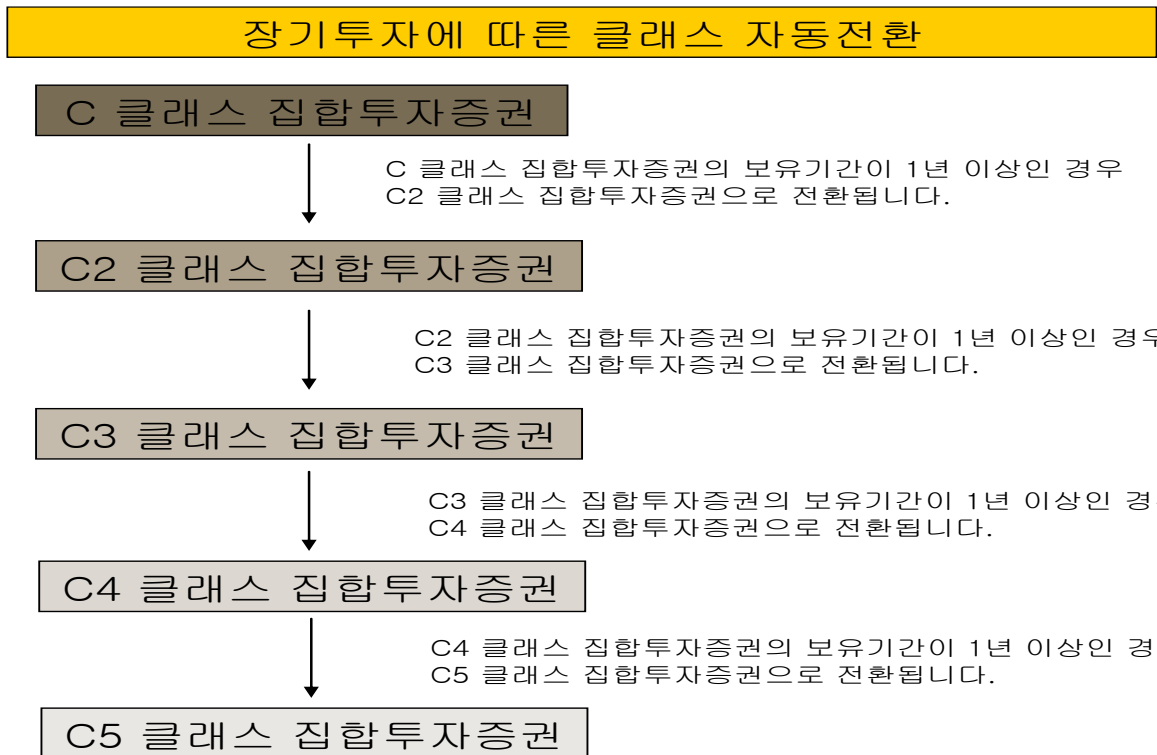 장기투자에 따른 클래스 자동전환
C 클래스 집합투자증권
C 클래스 집합투자증권의 보유기간이 1년 이상인 경우
C2 클래스 집합투자증권으로 전환됩니다.
C2 클래스 집합투자증권
C2 클래스 집합투자증권의 보유기간이 1년 이상인 경우
C3 클래스 집합투자증권으로 전환됩니다.
C3 클래스 집합투자증권
C3 클래스 집합투자증권의 보유기간이 1년 이상인 경
C4 클래스 집합투자증권으로 전환됩니다.
C4 클래스 집합투자증권
C4 클래스 집합투자증권의 보유기간이 1년 이상인 경
C5 클래스 집합투자증권으로 전환됩니다.
C5 클래스 집합투자증권